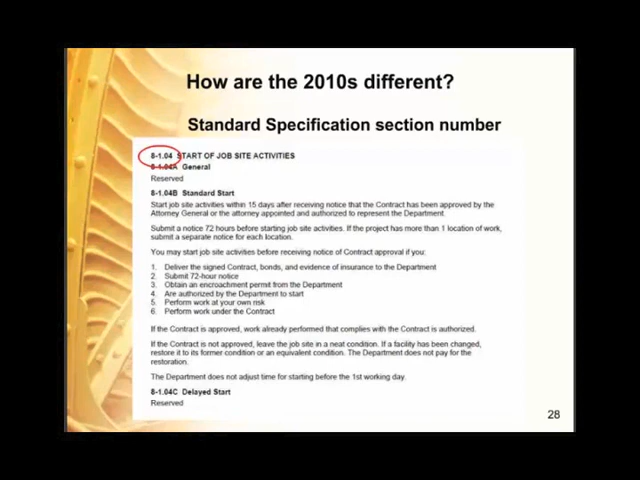 How are the 2010s different?
Standard Specification section number
8-1.04 START OF JOB SITE ACTIVITIES
8-1.04A General
Reserved
8-1.04B Standard Start
Start job site activities within 15 days after receiving notice that the Contract has been approved by the
Attorney General or the attorney appointed and authorized to represent the Department.
Submit a notice 72 hours before starting job site activities. If the project has more than 1 location of work,
submit a separate notice for each location.
You may start job site activities before receiving notice of Contract approval if you:
1. Deliver the signed Contract, bonds, and evidence of insurance to the Department
2. Submit 72-hour notice
3. Obtain an encroachment permit from the Department
4. Are authorized by the Department to start
5. Perform work at your own risk
6. Perform work under the Contract
If the Contract is approved, work already performed that complies with the Contract is authorized.
If the Contract is not approved, leave the job site in a neat condition. If a facility has been changed,
restore it to its former condition or an equivalent condition. The Department does not pay for the
restoration.
The Department does not adjust time for starting before the 1st working day.
8-1.04C Delayed Start
Reserved
28